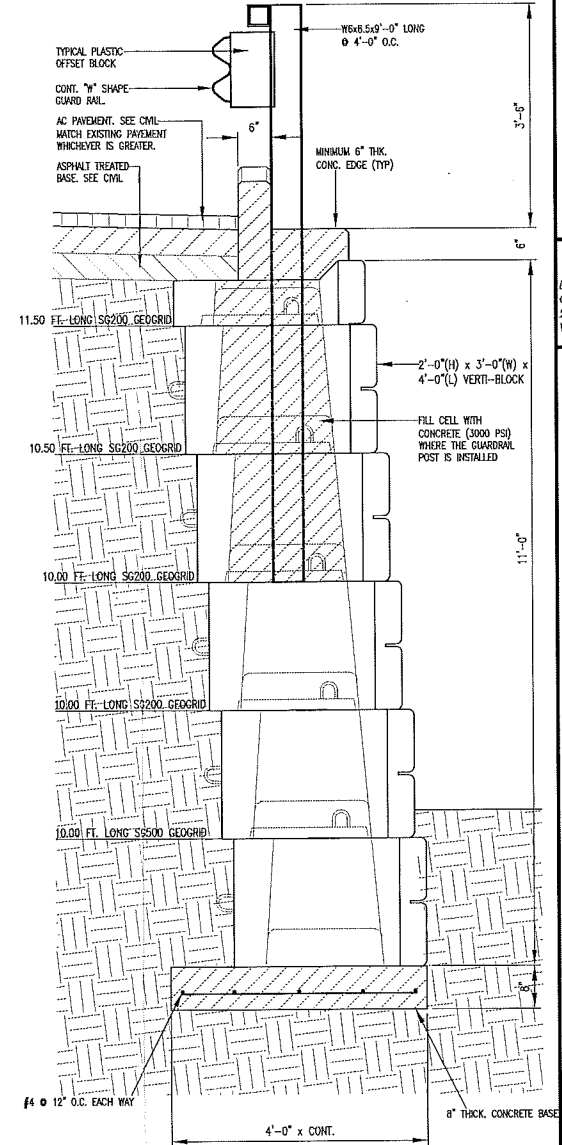 W6x8.5x9'-0" LONG
@ 4'-0" O.C.
TYPICAL PLASTIC
OFFSET BLOCK
CONT. "W" SHAPE
GUARD RAIL.
3'-6"
AC PAVEMENT. SEE CIVIL
MATCH EXISTING PAVEMENT
WHICHEVER IS GREATER.
6"
ASPHALT TREATED
BASE. SEE CIVIL
MINIMUM 6" THK.
CONC. EDGE (TYP)
6"
11.50 FT. LONG SG200 GEOGRID
2'-0"(H) x 3'-0"(W) x
4'-0"(L) VERTI-BLOCK
FILL CELL WITH
CONCRETE (3000 PSI)
WHERE THE GUARDRAIL
POST IS INSTALLED
10.50 FT. LONG SG200 GEOGRID
11'-0"
10.00 FT. LONG SG200 GEOGRID
10.00 FT. LONG SG200 GEOGRID
10.00 FT. LONG SG500 GEOGRID
8"
#4 @ 12" O.C. EACH WAY
8" THICK. CONCRETE BASE
4'-0" x CONT.